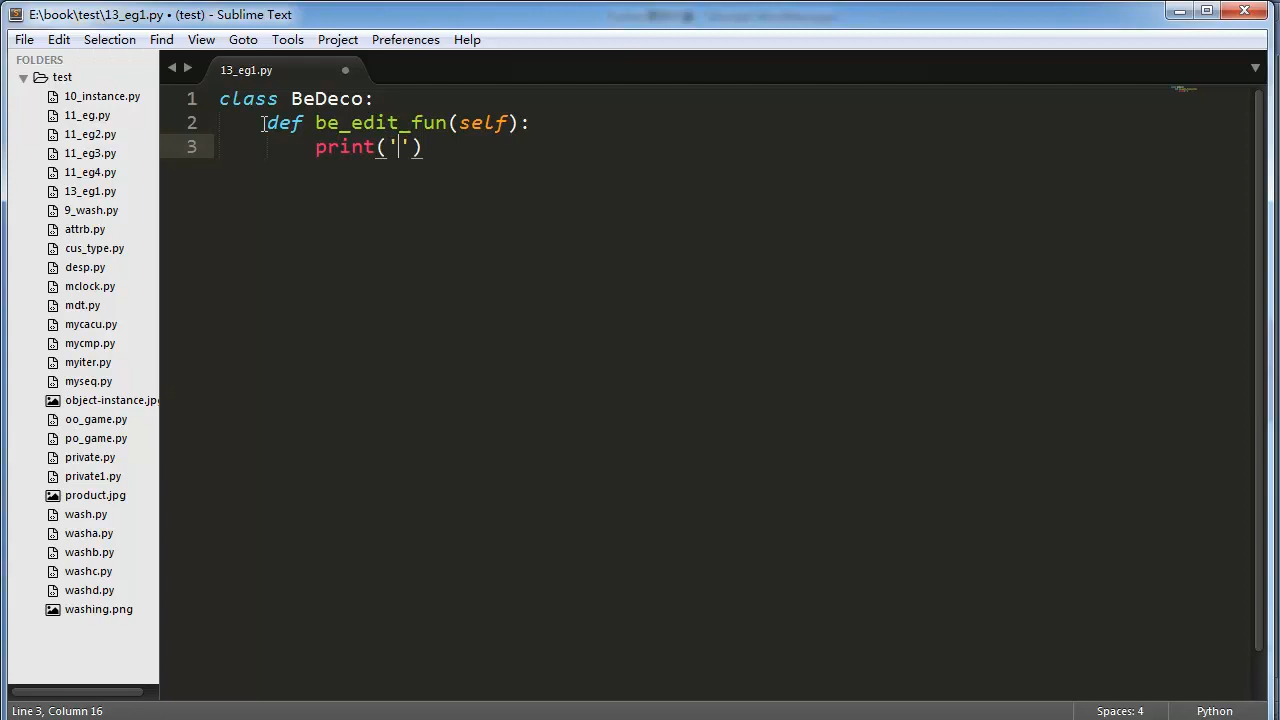 E:\book\test\13_eg1.py • (test) - Sublime Text
File Edit Selection Find View Goto Tools Project Preferences Help
FOLDERS
test
10_instance.py
11_eg.py
11_eg2.py
11_eg3.py
11_eg4.py
13_eg1.py
9_wash.py
attrb.py
cus_type.py
desp.py
mclock.py
mdt.py
mycacu.py
mycmp.py
myiter.py
myseq.py
object-instance.jpg
oo_game.py
po_game.py
private.py
private1.py
product.jpg
wash.py
washa.py
washb.py
washc.py
washd.py
washing.png
13_eg1.py
1 class BeDeco:
2 def be_edit_fun(self):
3 print('')
Line 3, Column 16
Spaces: 4
Python